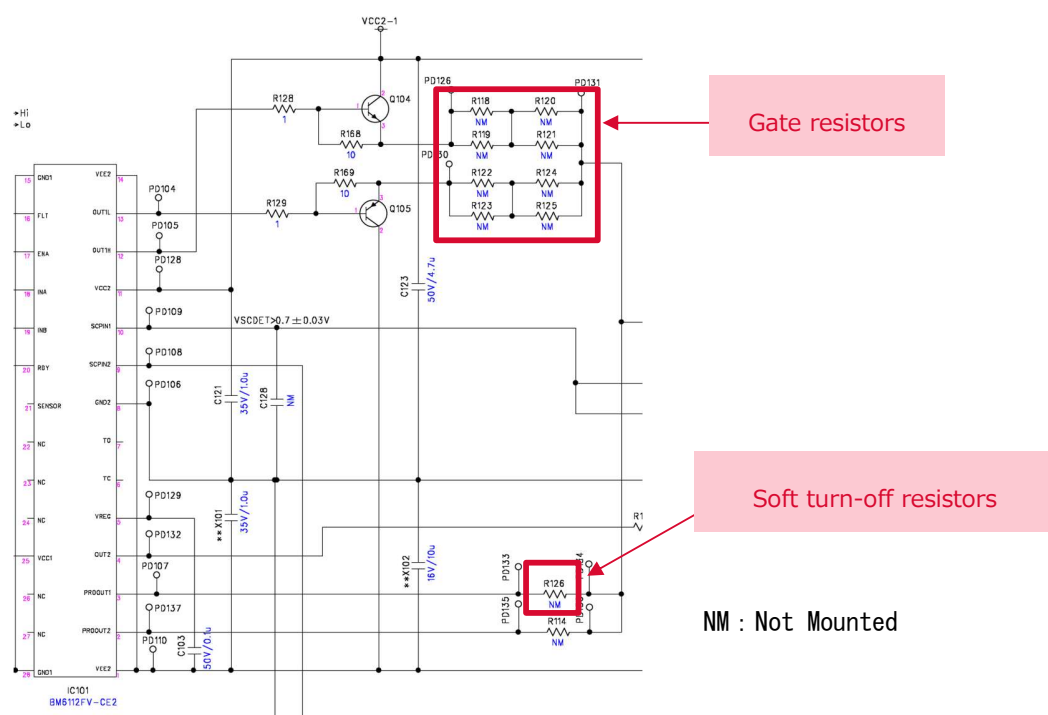 VCC2-1
PD126
PD131
R128
1
Q104
1
2
3
R118
NM
R120
NM
Gate resistors
→Hi
→Lo
R168
10
R119
NM
R121
NM
R169
10
R122
NM
R124
NM
R129
1
Q105
1
3
2
R123
NM
R125
NM
15 GND1
VEE2 14
PD104
16 FLT
OUT1L 13
PD105
17 ENA
OUT1H 12
PD128
18 INA
VCC2 11
C123
50V/4.7u
PD109
VSCDET>0.7±0.03V
19 INB
SCPIN1 10
PD108
20 RDY
SCPIN2 9
PD106
21 SENSOR
GND2 8
C121
35V/1.0u
C128
NM
22 NC
TO 7
23 NC
TC 6
PD129
24 NC
VREG 5
**X101
35V/1.0u
Soft turn-off resistors
PD132
25 VCC1
OUT2 4
R1
PD107
**X102
16V/10u
PD133
R126
NM
26 NC
PROOUT1 3
PD137
PD135
27 NC
PROOUT2 2
R114
NM
NM : Not Mounted
PD110
C103
50V/0.1u
28 GND1
VEE2 1
IC101
BM6112FV-CE2